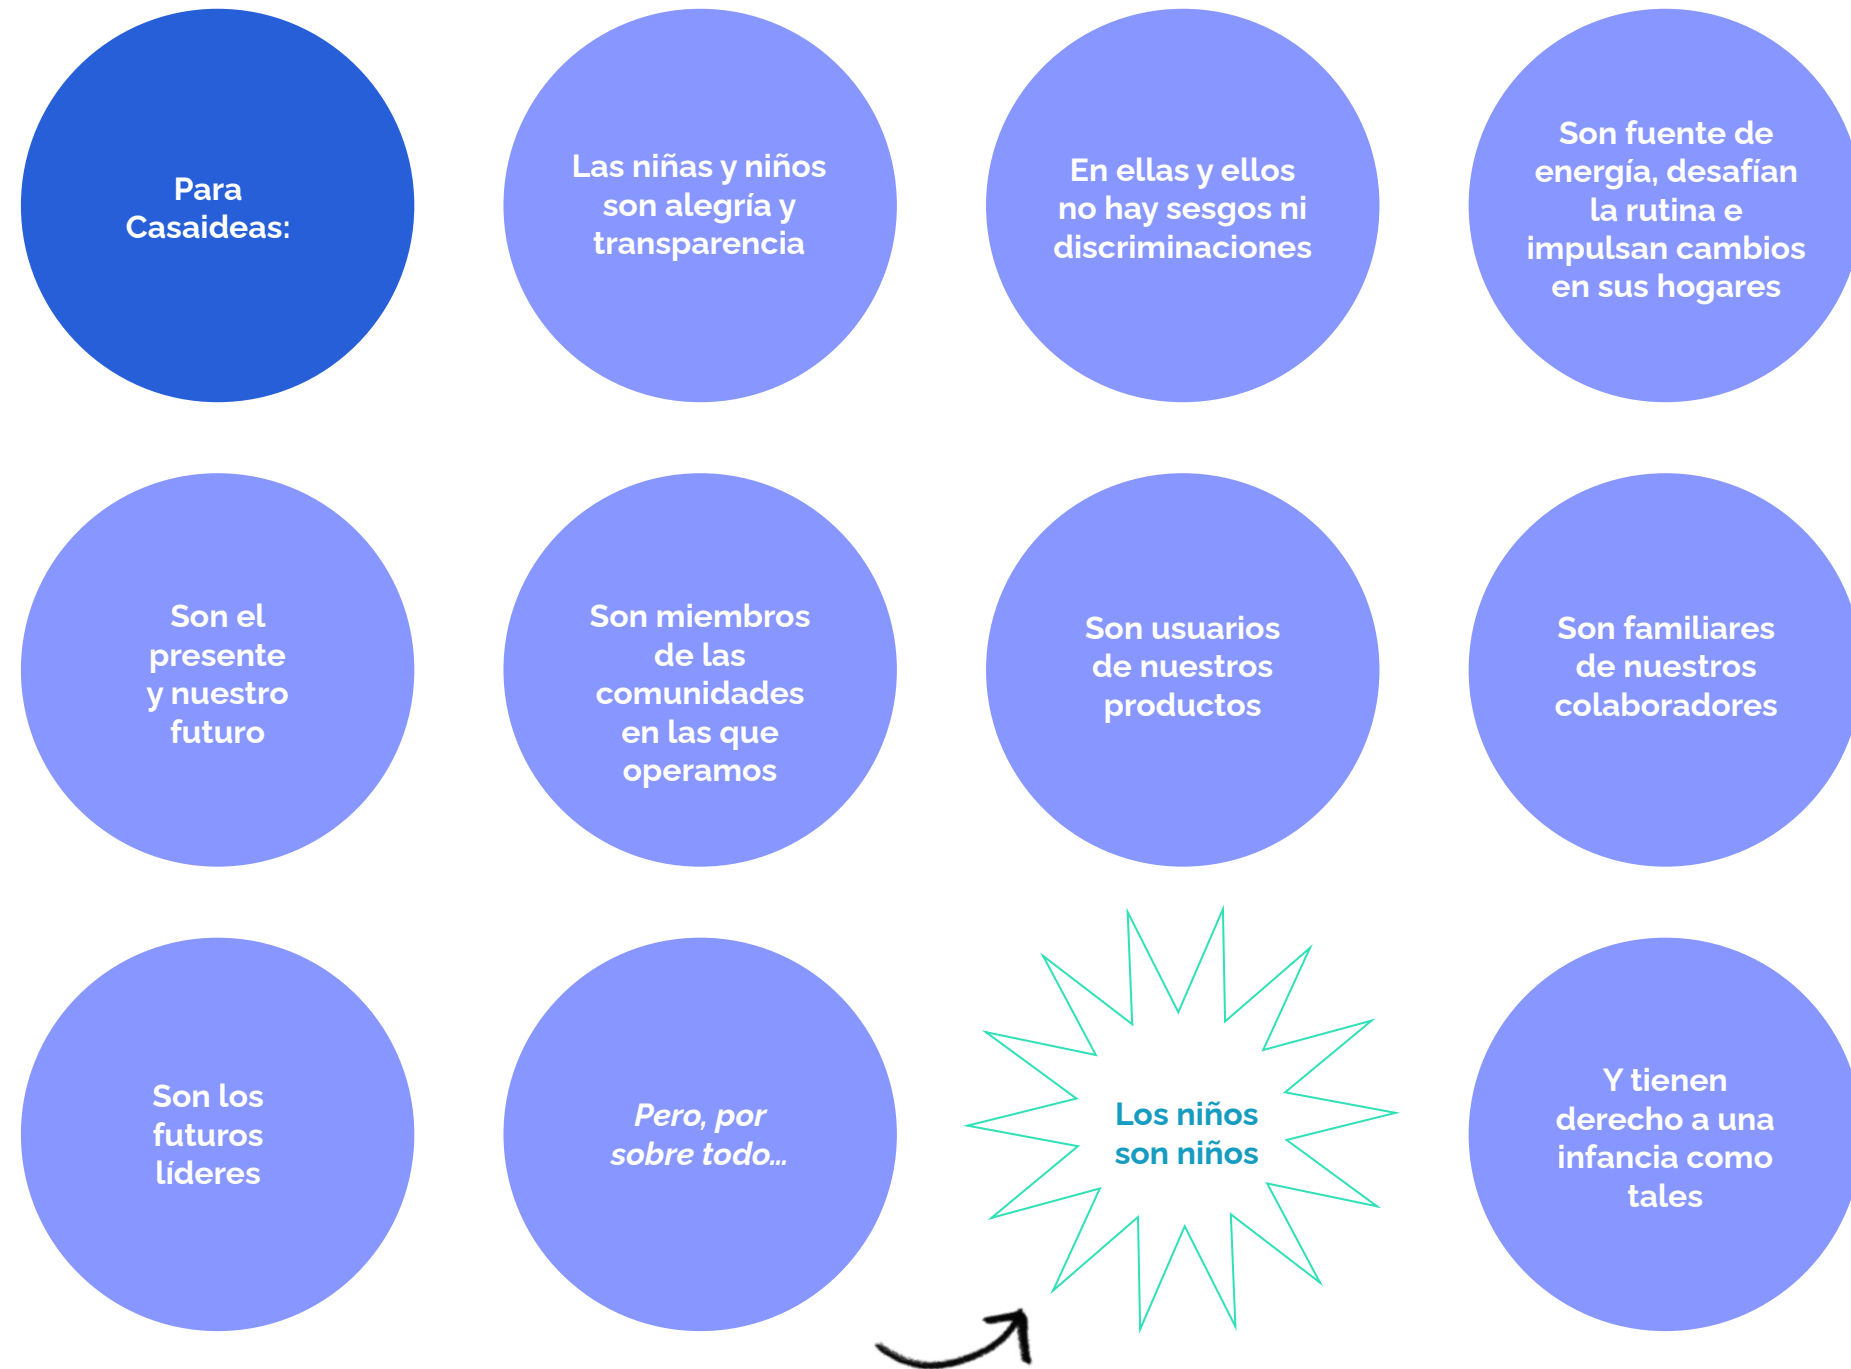 Para
Casaideas:
Las niñas y niños
son alegría y
transparencia
En ellas y ellos
no hay sesgos ni
discriminaciones
Son fuente de
energía, desafían
la rutina e
impulsan cambios
en sus hogares
Son el
presente
y nuestro
futuro
Son miembros
de las
comunidades
en las que
operamos
Son usuarios
de nuestros
productos
Son familiares
de nuestros
colaboradores
Son los
futuros
líderes
Pero, por
sobre todo...
Los niños
son niños
Y tienen
derecho a una
infancia como
tales